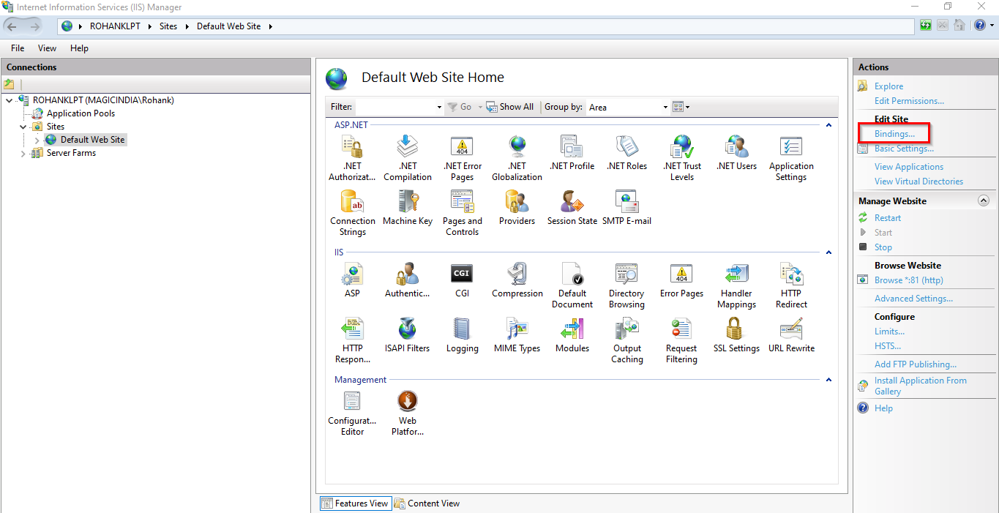 Internet Information Services (IIS) Manager
ROHANKLPT Sites Default Web Site
File View Help
Connections
ROHANKLPT (MAGICINDIA\Rohank)
Application Pools
Sites
Default Web Site
Server Farms
Default Web Site Home
Filter: Go Show All Group by: Area
ASP.NET
.NET Authorizat...
.NET Compilation
.NET Error Pages
.NET Globalization
.NET Profile
.NET Roles
.NET Trust Levels
.NET Users
Application Settings
Connection Strings
Machine Key
Pages and Controls
Providers
Session State
SMTP E-mail
IIS
ASP
Authentic...
CGI
Compression
Default Document
Directory Browsing
Error Pages
Handler Mappings
HTTP Redirect
HTTP Respon...
ISAPI Filters
Logging
MIME Types
Modules
Output Caching
Request Filtering
SSL Settings
URL Rewrite
Management
Configurat... Editor
Web Platfor...
Features View Content View
Actions
Explore
Edit Permissions...
Edit Site
Bindings...
Basic Settings...
View Applications
View Virtual Directories
Manage Website
Restart
Start
Stop
Browse Website
Browse *:81 (http)
Advanced Settings...
Configure
Limits...
HSTS...
Add FTP Publishing...
Install Application From
Gallery
Help